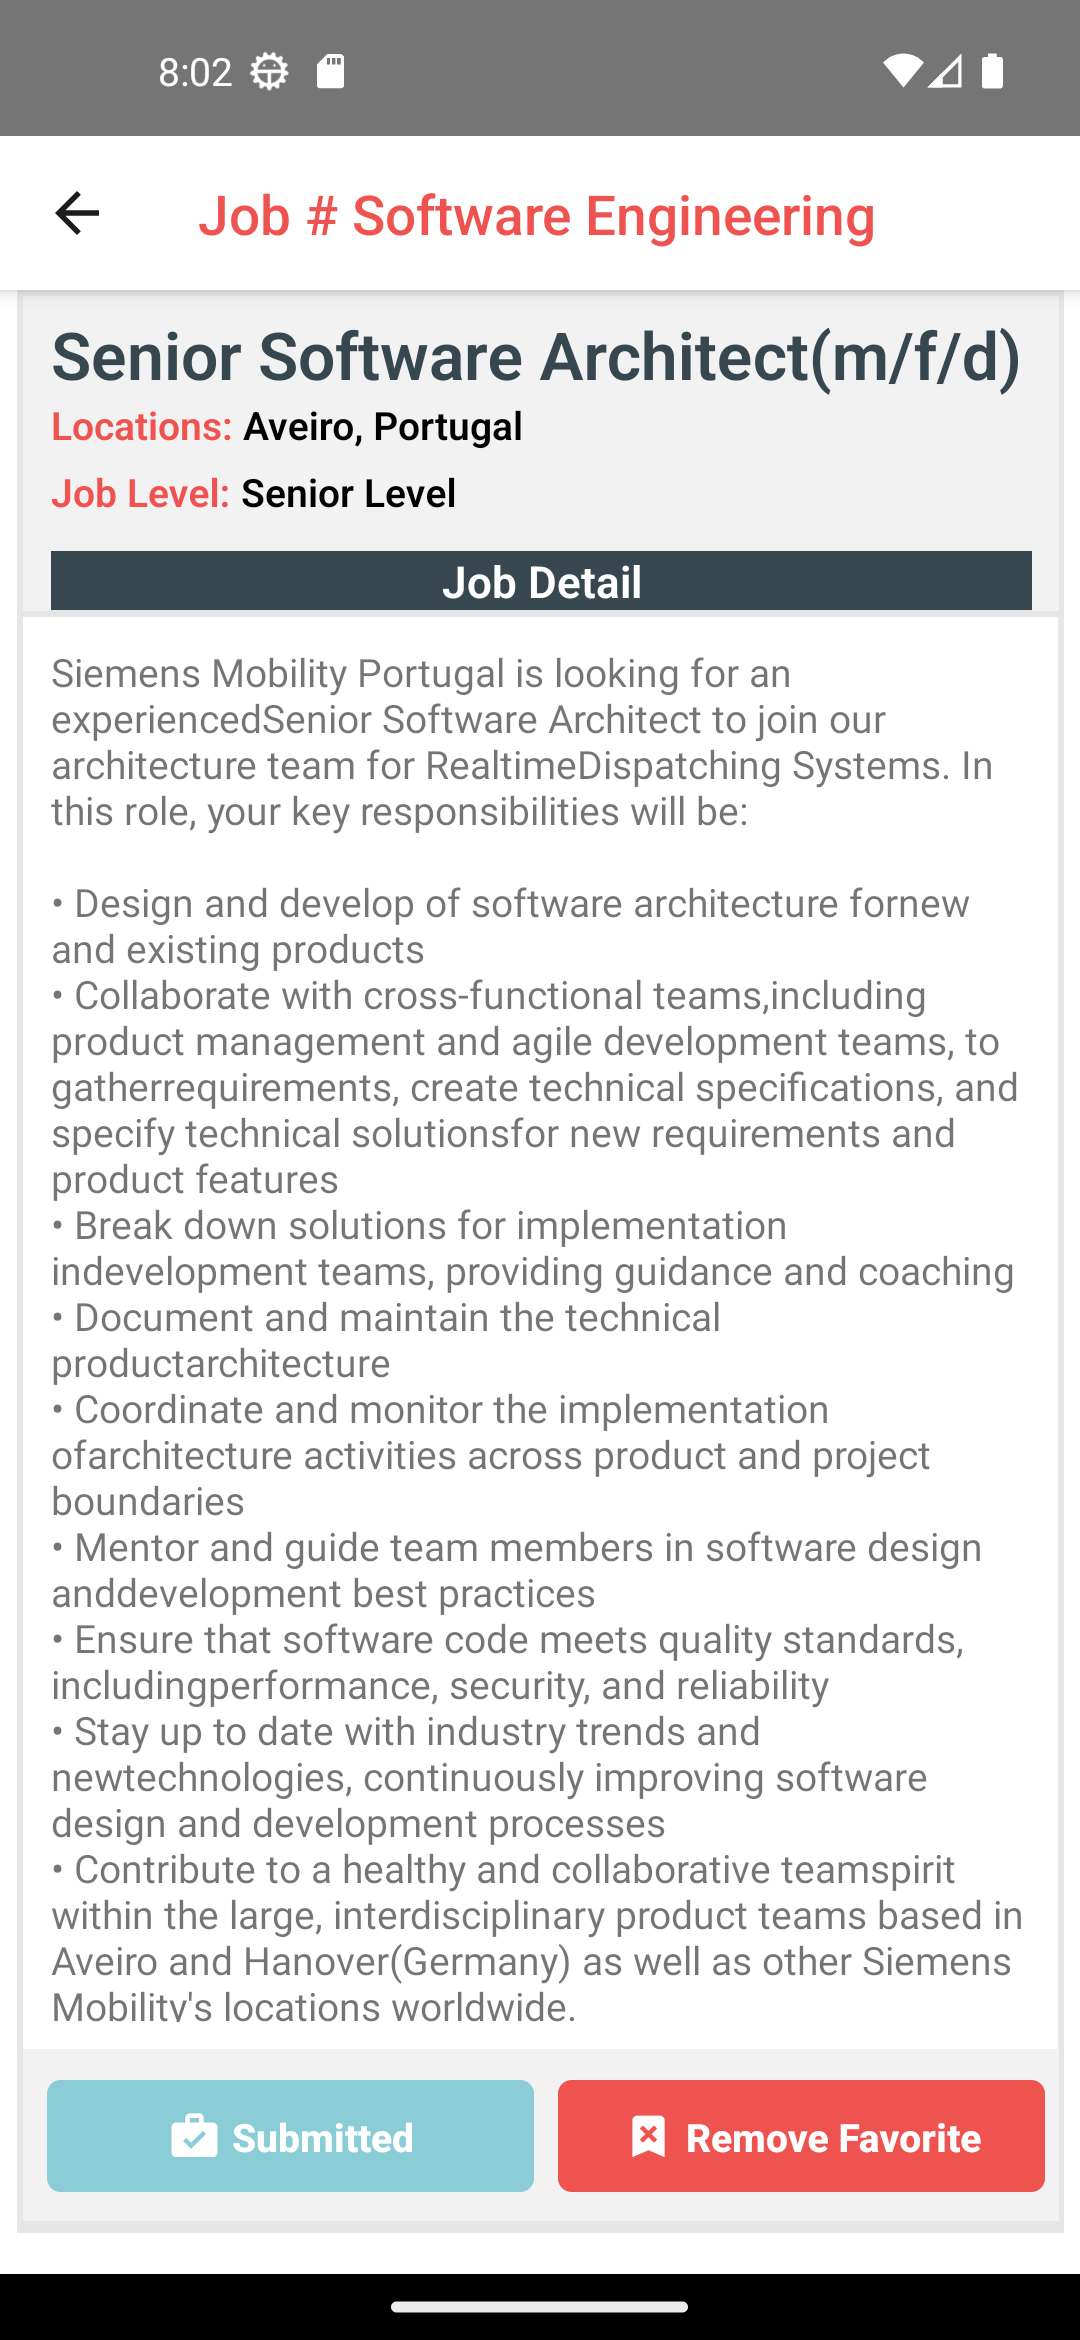 8:02
Job # Software Engineering
Senior Software Architect(m/f/d)
Locations: Aveiro, Portugal
Job Level: Senior Level
Job Detail
Siemens Mobility Portugal is looking for an
experiencedSenior Software Architect to join our
architecture team for RealtimeDispatching Systems. In
this role, your key responsibilities will be:
• Design and develop of software architecture fornew
and existing products
• Collaborate with cross-functional teams,including
product management and agile development teams, to
gatherrequirements, create technical specifications, and
specify technical solutionsfor new requirements and
product features
• Break down solutions for implementation
indevelopment teams, providing guidance and coaching
• Document and maintain the technical
productarchitecture
• Coordinate and monitor the implementation
ofarchitecture activities across product and project
boundaries
• Mentor and guide team members in software design
anddevelopment best practices
• Ensure that software code meets quality standards,
includingperformance, security, and reliability
• Stay up to date with industry trends and
newtechnologies, continuously improving software
design and development processes
• Contribute to a healthy and collaborative teamspirit
within the large, interdisciplinary product teams based in
Aveiro and Hanover(Germany) as well as other Siemens
Mobility's locations worldwide.
Submitted
Remove Favorite